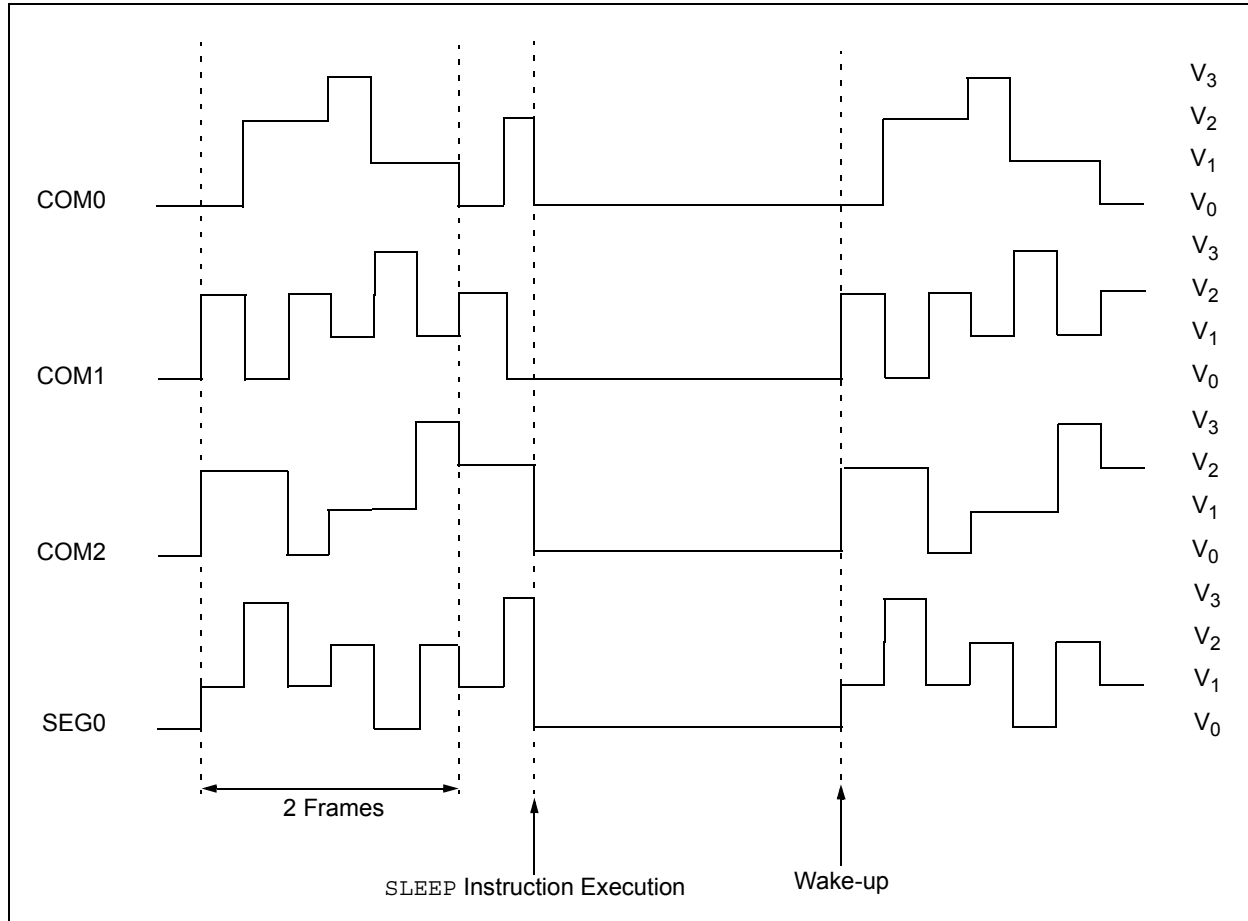 V3
V2
V1
COM0
V0
V3
V2
V1
COM1
V0
V3
V2
V1
COM2
V0
V3
V2
V1
SEG0
V0
2 Frames
SLEEP Instruction Execution
Wake-up